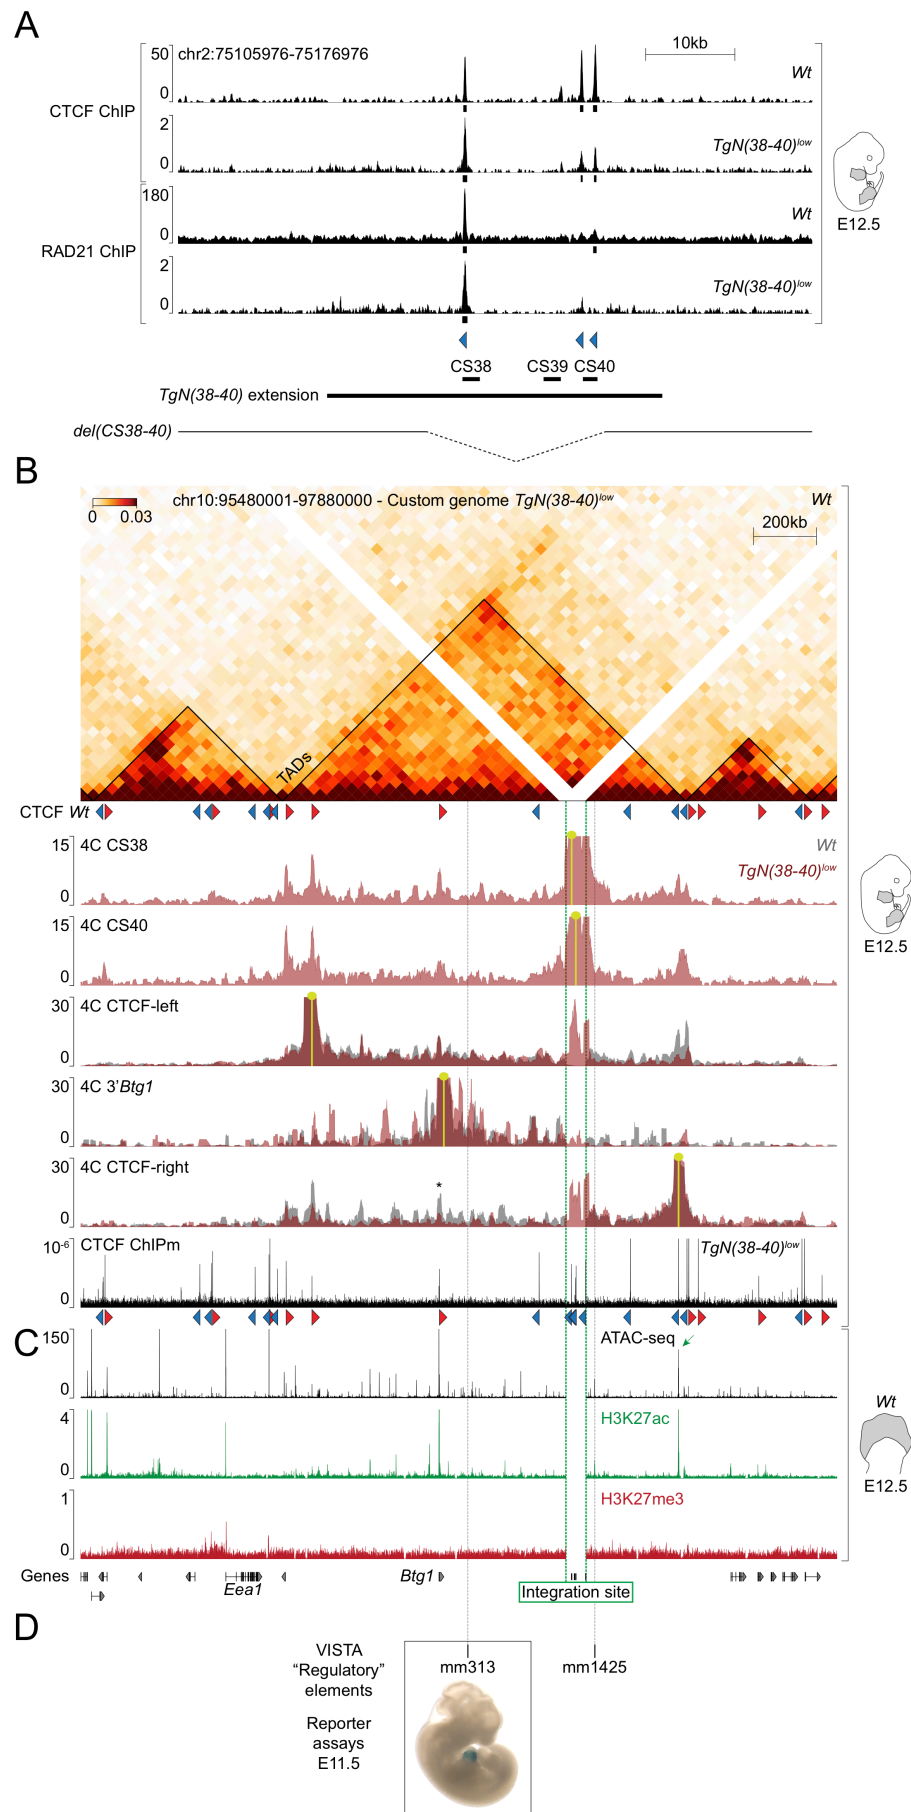 A
chr2:75105976-75176976
10kb
50
0
Wt
CTCF ChIP
2
0
TgN(38-40)low
180
0
Wt
RAD21 ChIP
2
0
TgN(38-40)low
E12.5
CS38 CS39 CS40
TgN(38-40) extension
del(CS38-40)
B
0 0.03
chr10:95480001-97880000 - Custom genome TgN(38-40)low
Wt
200kb
TADs
CTCF Wt
15
0
4C CS38
Wt
TgN(38-40)low
15
0
4C CS40
E12.5
30
0
4C CTCF-left
30
0
4C 3'Btg1
30
0
4C CTCF-right
*
10-6
0
CTCF ChIPm
TgN(38-40)low
C
150
0
ATAC-seq
4
0
H3K27ac
Wt
E12.5
1
0
H3K27me3
Genes
Eea1
Btg1
Integration site
D
VISTA
“Regulatory”
elements
mm313
mm1425
Reporter
assays
E11.5